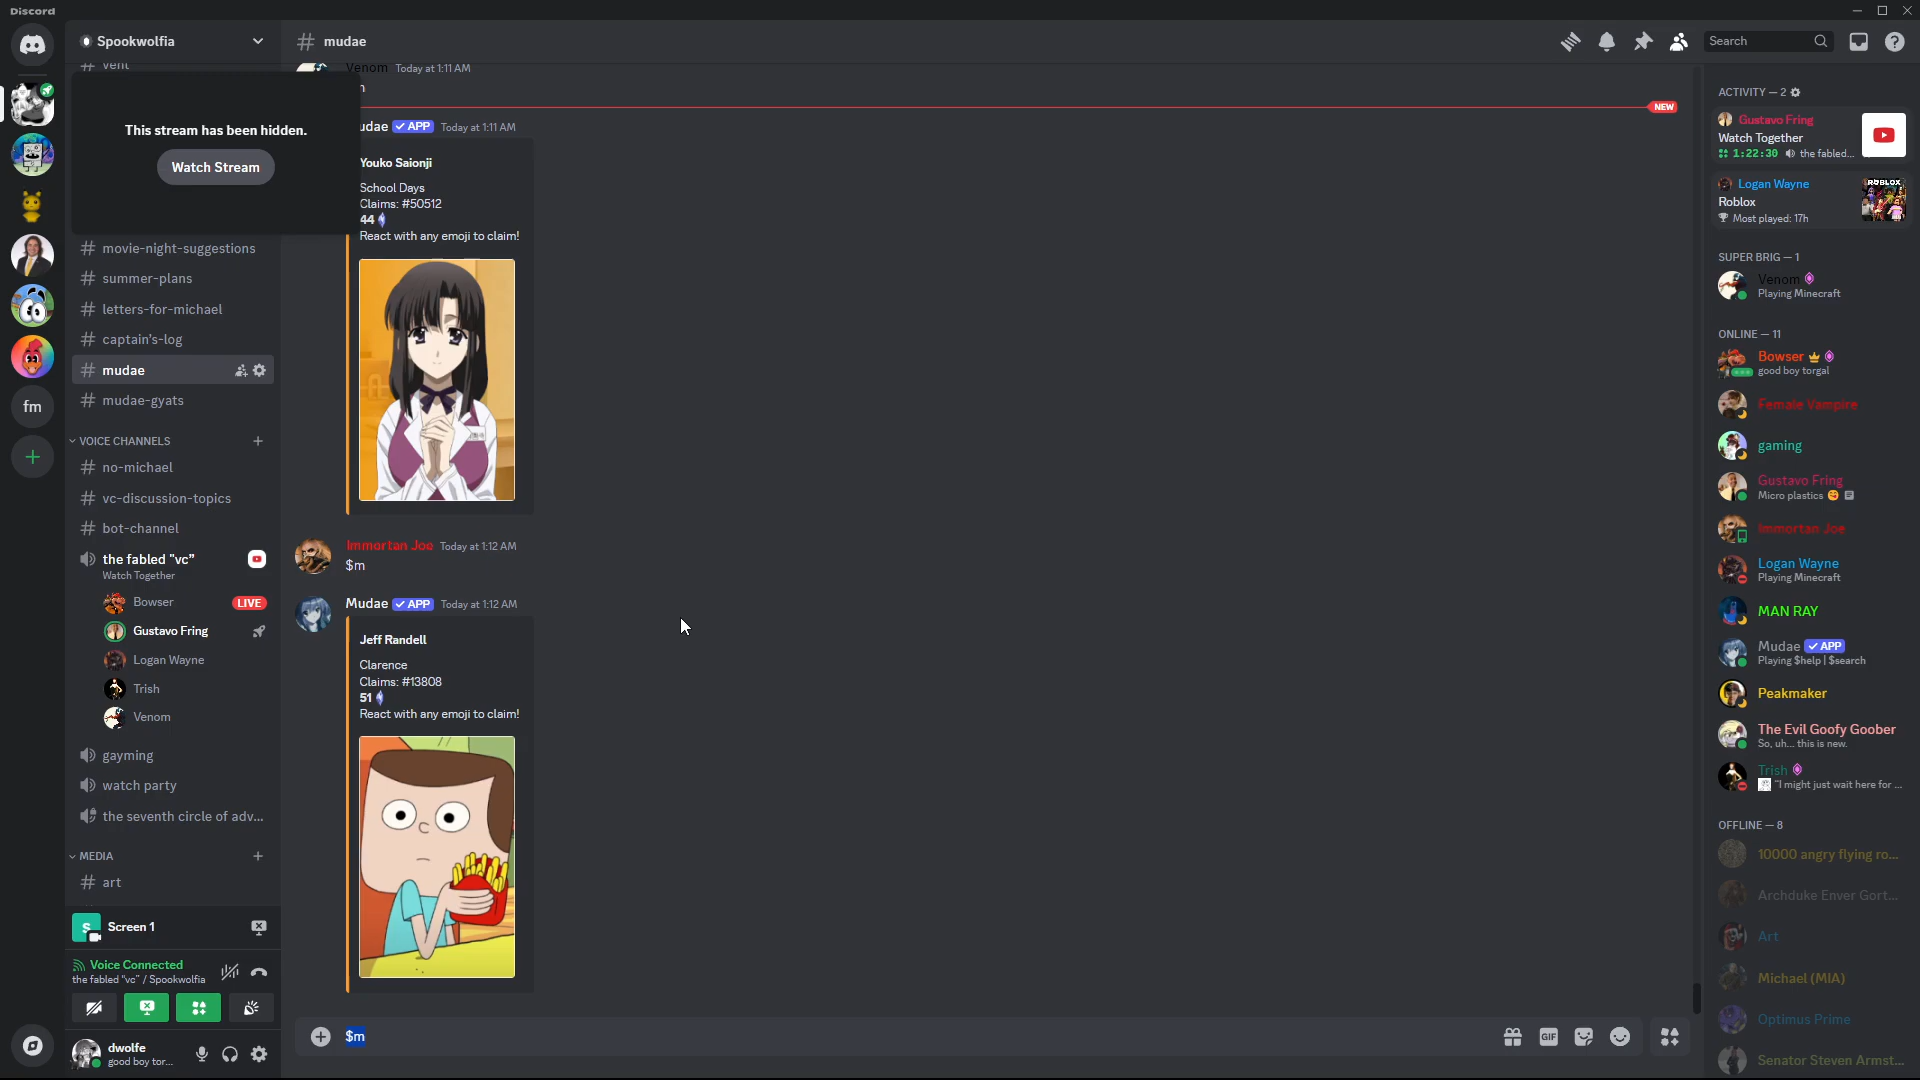 Discord
Spookwolfia
vent
This stream has been hidden.
Watch Stream
movie-night-suggestions
summer-plans
letters-for-michael
captain's-log
mudae
mudae-gyats
VOICE CHANNELS
no-michael
vc-discussion-topics
bot-channel
the fabled "vc"
Watch Together
Bowser LIVE
Gustavo Fring
Logan Wayne
Trish
Venom
gayming
watch party
the seventh circle of adv...
MEDIA
art
fm
Screen 1
Voice Connected
the fabled "vc" / Spookwolfia
dwolfe
good boy tor...
# mudae
Search
Venom Today at 1:11 AM
NEW
udae ✓ APP Today at 1:11 AM
Youko Saionji
School Days
Claims: #50512
44
React with any emoji to claim!
Immortan Joe Today at 1:12 AM
$m
Mudae ✓ APP Today at 1:12 AM
Jeff Randell
Clarence
Claims: #13808
51
React with any emoji to claim!
$m
GIF
ACTIVITY — 2
Gustavo Fring
Watch Together
1:22:30 the fabled...
Logan Wayne
Roblox
Most played: 17h
ROBLOX
SUPER BRIG — 1
Venom
Playing Minecraft
ONLINE — 11
Bowser
good boy torgal
Female Vampire
gaming
Gustavo Fring
Micro plastics
Immortan Joe
Logan Wayne
Playing Minecraft
MAN RAY
Mudae ✓ APP
Playing $help | $search
Peakmaker
The Evil Goofy Goober
So, uh... this is new.
Trish
"I might just wait here for ...
OFFLINE — 8
10000 angry flying ro...
Archduke Enver Gort...
Art
Michael (MIA)
Optimus Prime
Senator Steven Armst...